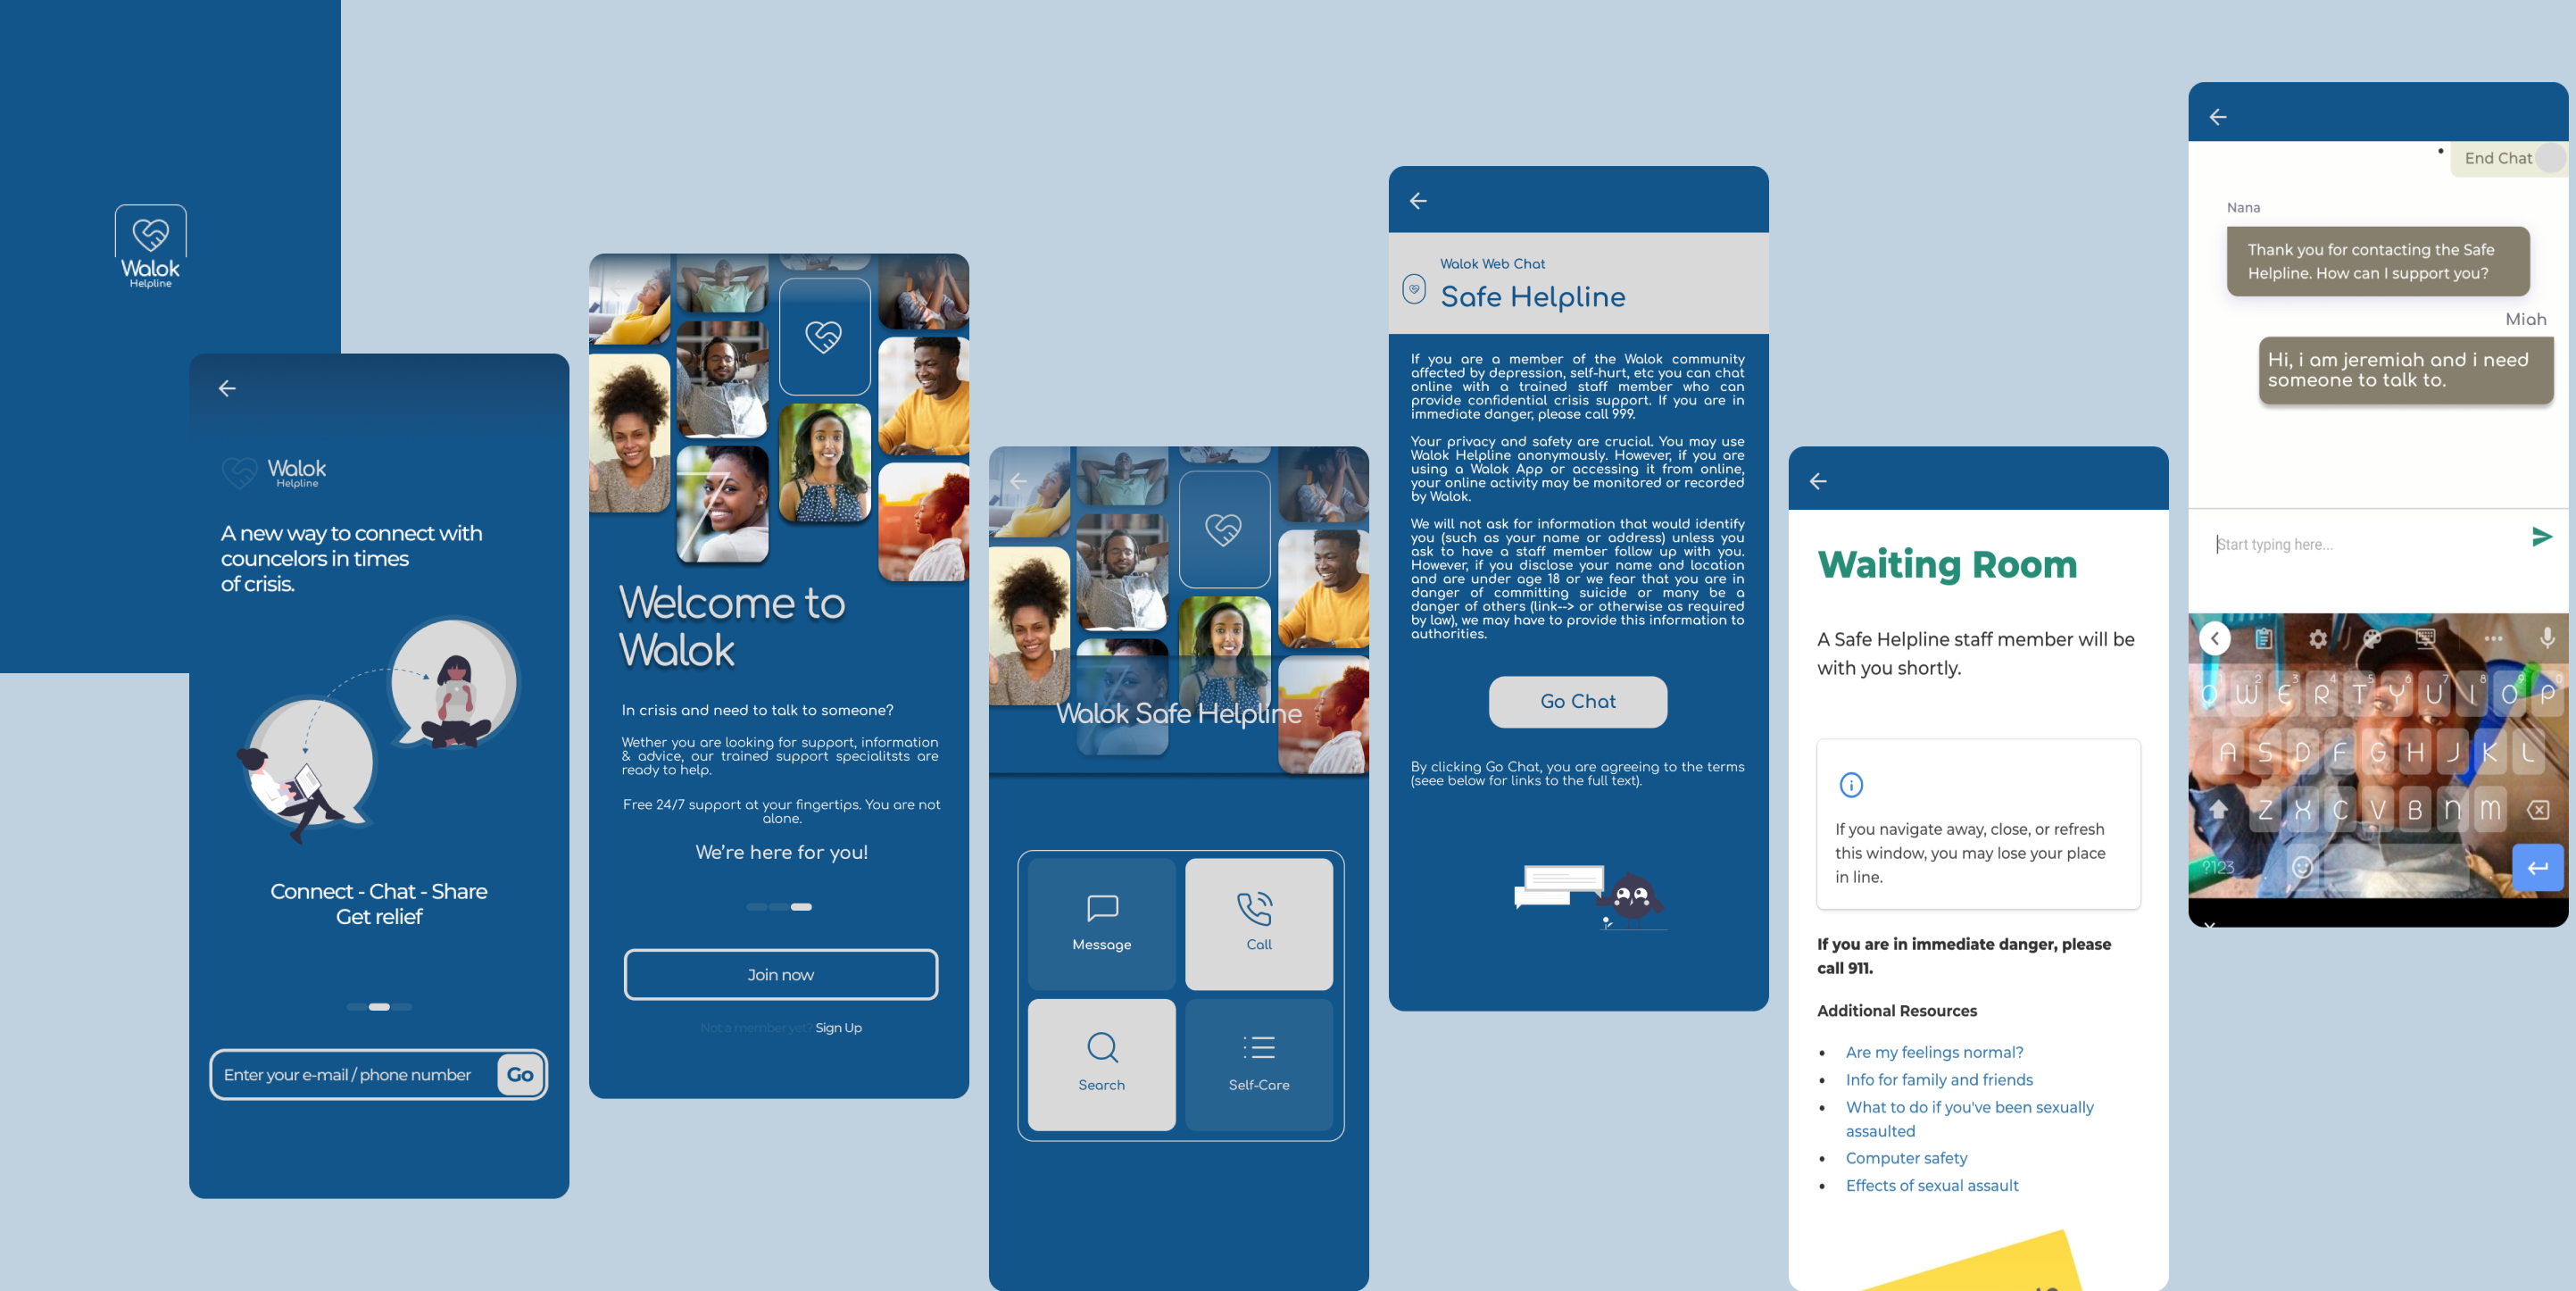 Walok
Helpline
Walok
Helpline
A new way to connect with
councelors in times
of crisis.
Connect - Chat - Share
Get relief
Enter your e-mail / phone number
Go
Welcome to
Walok
In crisis and need to talk to someone?
Wether you are looking for support, information
& advice, our trained support specialitsts are
ready to help.
Free 24/7 support at your fingertips. You are not
alone.
We're here for you!
Join now
Not a member yet? Sign Up
Walok Safe Helpline
Message
Call
Search
Self-Care
Walok Web Chat
Safe Helpline
If you are a member of the Walok community
affected by depression, self-hurt, etc you can chat
online with a trained staff member who can
provide confidential crisis support. If you are in
immediate danger, please call 999.
Your privacy and safety are crucial. You may use
Walok Helpline anonymously. However, if you are
using a Walok App or accessing it from online,
your online activity may be monitored or recorded
by Walok.
We will not ask for information that would identify
you (such as your name or address) unless you
ask to have a staff member follow up with you.
However, if you disclose your name and location
and are under age 18 or we fear that you are in
danger of committing suicide or many be a
danger of others (link--> or otherwise as required
by law), we may have to provide this information to
authorities.
Go Chat
By clicking Go Chat, you are agreeing to the terms
(seee below for links to the full text).
Waiting Room
A Safe Helpline staff member will be
with you shortly.
If you navigate away, close, or refresh
this window, you may lose your place
in line.
If you are in immediate danger, please
call 911.
Additional Resources
• Are my feelings normal?
• Info for family and friends
• What to do if you've been sexually
assaulted
• Computer safety
• Effects of sexual assault
• End Chat
Nana
Thank you for contacting the Safe
Helpline. How can I support you?
Miah
Hi, i am jeremiah and i need
someone to talk to.
Start typing here...
2 3 4 5 6 7 8 9
Q W E R T Y U I O P
A S D F G H J K L
Z X C V B N M
?123